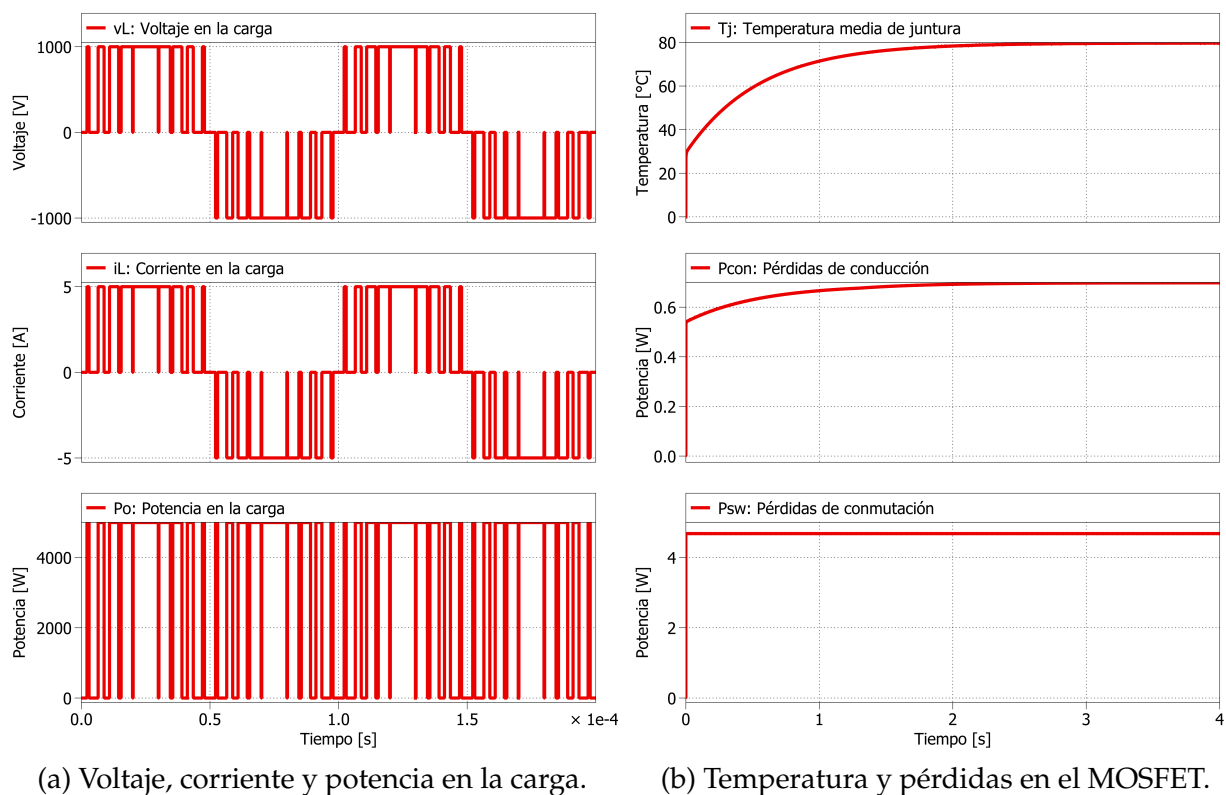 vL: Voltaje en la carga
1000
0
-1000
Voltaje [V]
iL: Corriente en la carga
5
0
-5
Corriente [A]
Po: Potencia en la carga
4000
2000
0
Potencia [W]
0.0 0.5 1.0 1.5 × 1e-4
Tiempo [s]
(a) Voltaje, corriente y potencia en la carga.
Tj: Temperatura media de juntura
80
60
40
20
0
Temperatura [°C]
Pcon: Pérdidas de conducción
0.6
0.4
0.2
0.0
Potencia [W]
Psw: Pérdidas de conmutación
4
2
0
Potencia [W]
0 1 2 3 4
Tiempo [s]
(b) Temperatura y pérdidas en el MOSFET.